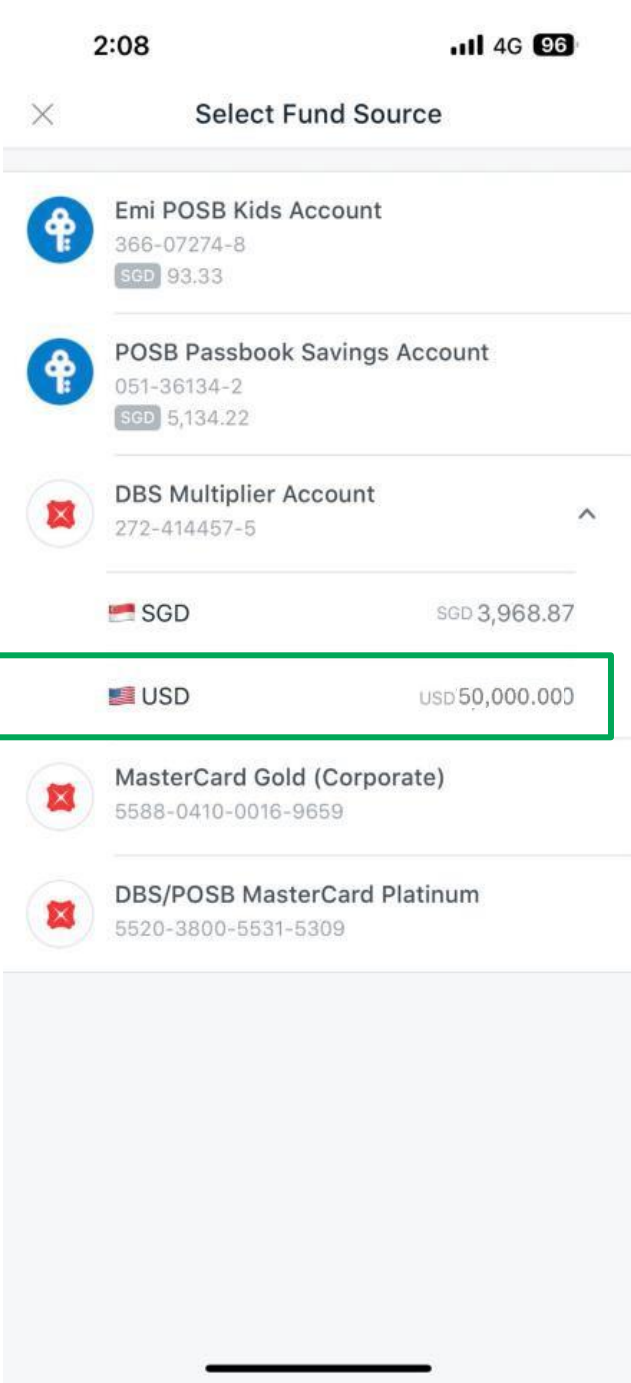 2:08 4G 96
Select Fund Source
Emi POSB Kids Account
366-07274-8
SGD 93.33
POSB Passbook Savings Account
051-36134-2
SGD 5,134.22
DBS Multiplier Account
272-414457-5
SGD SGD 3,968.87
USD USD 50,000.000
MasterCard Gold (Corporate)
5588-0410-0016-9659
DBS/POSB MasterCard Platinum
5520-3800-5531-5309